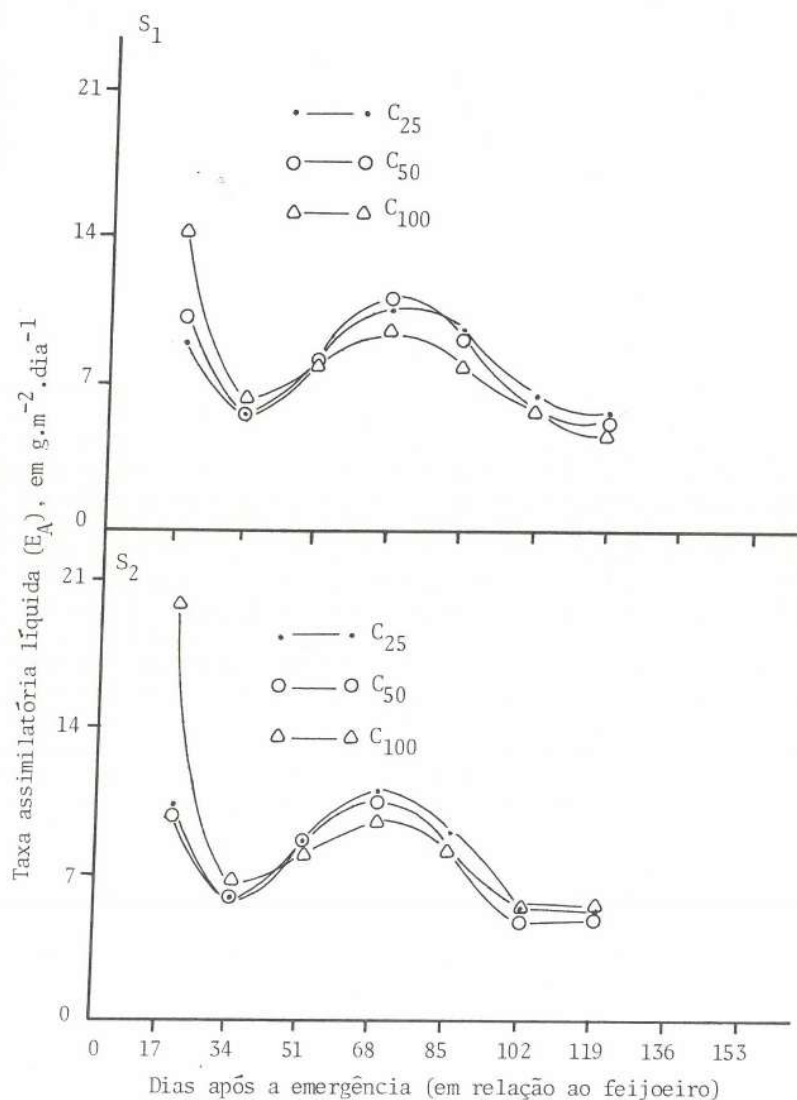 S1
21
C25
C50
C100
14
7
0
Taxa assimilatória líquida (EA), em g.m-2.dia-1
S2
21
C25
C50
C100
14
7
0
0 17 34 51 68 85 102 119 136 153
Dias após a emergência (em relação ao feijoeiro)